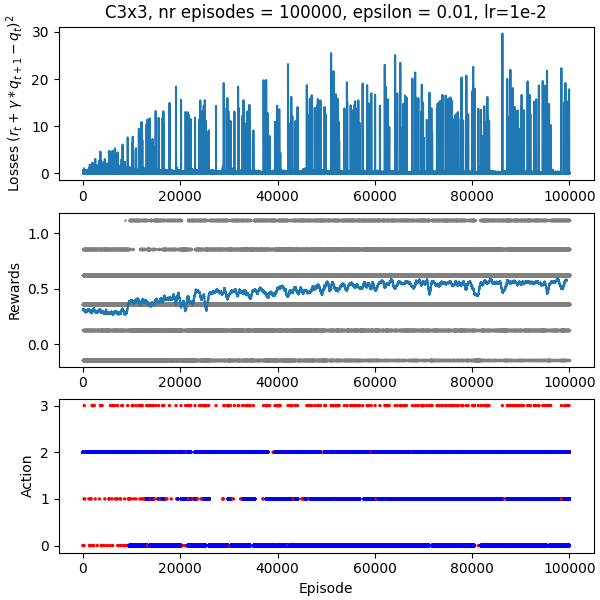 C3x3, nr episodes = 100000, epsilon = 0.01, lr=1e-2
Losses (r_t + γ * q_{t+1} − q_t)^2
30
20
10
0
0 20000 40000 60000 80000 100000
Rewards
1.0
0.5
0.0
0 20000 40000 60000 80000 100000
Action
3
2
1
0
0 20000 40000 60000 80000 100000
Episode